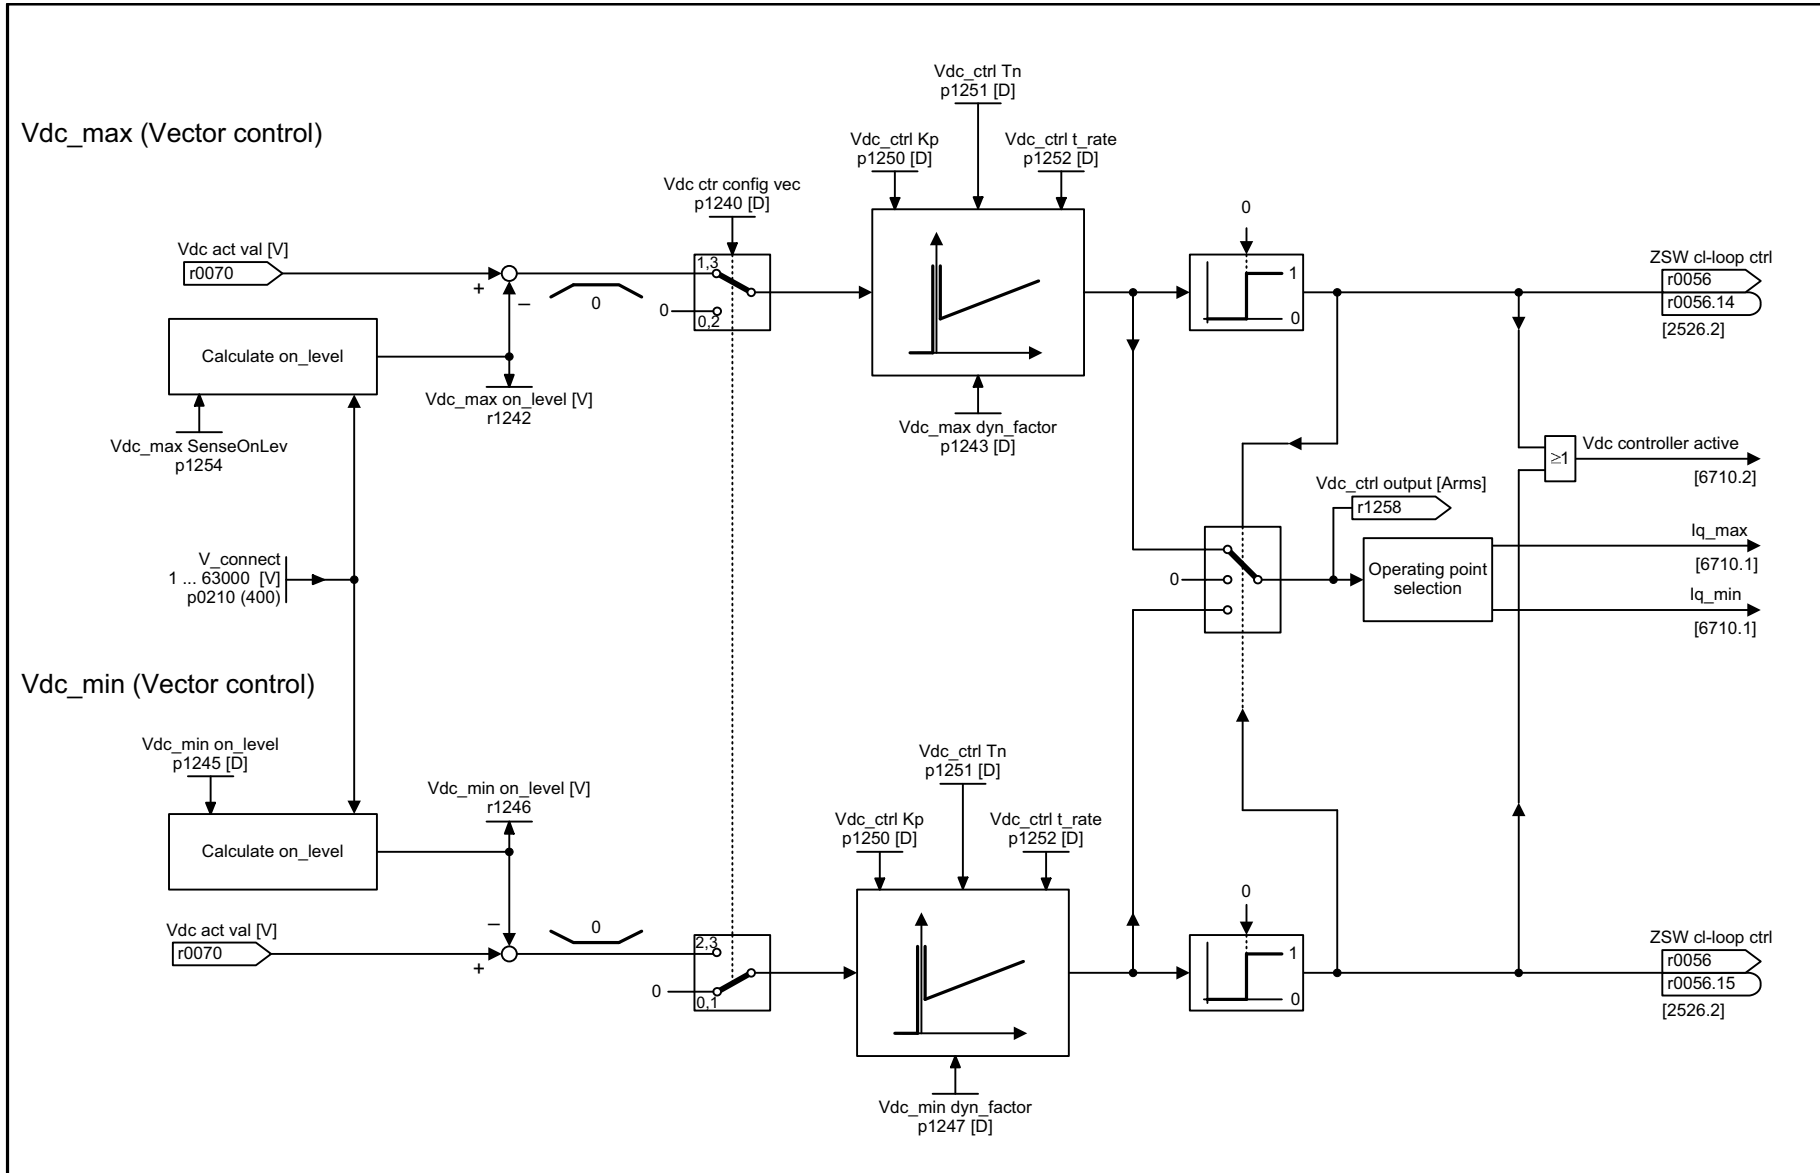 Vdc_ctrl Tn
p1251 [D]
Vdc_max (Vector control)
Vdc_ctrl Kp
p1250 [D]
Vdc_ctrl t_rate
p1252 [D]
Vdc ctr config vec
p1240 [D]
0
Vdc act val [V]
r0070
+
–
0
1,3
0
0,2
1
0
ZSW cl-loop ctrl
r0056
r0056.14
[2526.2]
Calculate on_level
Vdc_max on_level [V]
r1242
Vdc_max SenseOnLev
p1254
Vdc_max dyn_factor
p1243 [D]
≥1
Vdc controller active
[6710.2]
Vdc_ctrl output [Arms]
r1258
V_connect
1 ... 63000 [V]
p0210 (400)
0
Operating point
selection
Iq_max
[6710.1]
Iq_min
[6710.1]
Vdc_min (Vector control)
Vdc_min on_level
p1245 [D]
Vdc_min on_level [V]
r1246
Vdc_ctrl Tn
p1251 [D]
Vdc_ctrl Kp
p1250 [D]
Vdc_ctrl t_rate
p1252 [D]
Calculate on_level
0
Vdc act val [V]
r0070
+
–
0
2,3
0
0,1
1
0
ZSW cl-loop ctrl
r0056
r0056.15
[2526.2]
Vdc_min dyn_factor
p1247 [D]